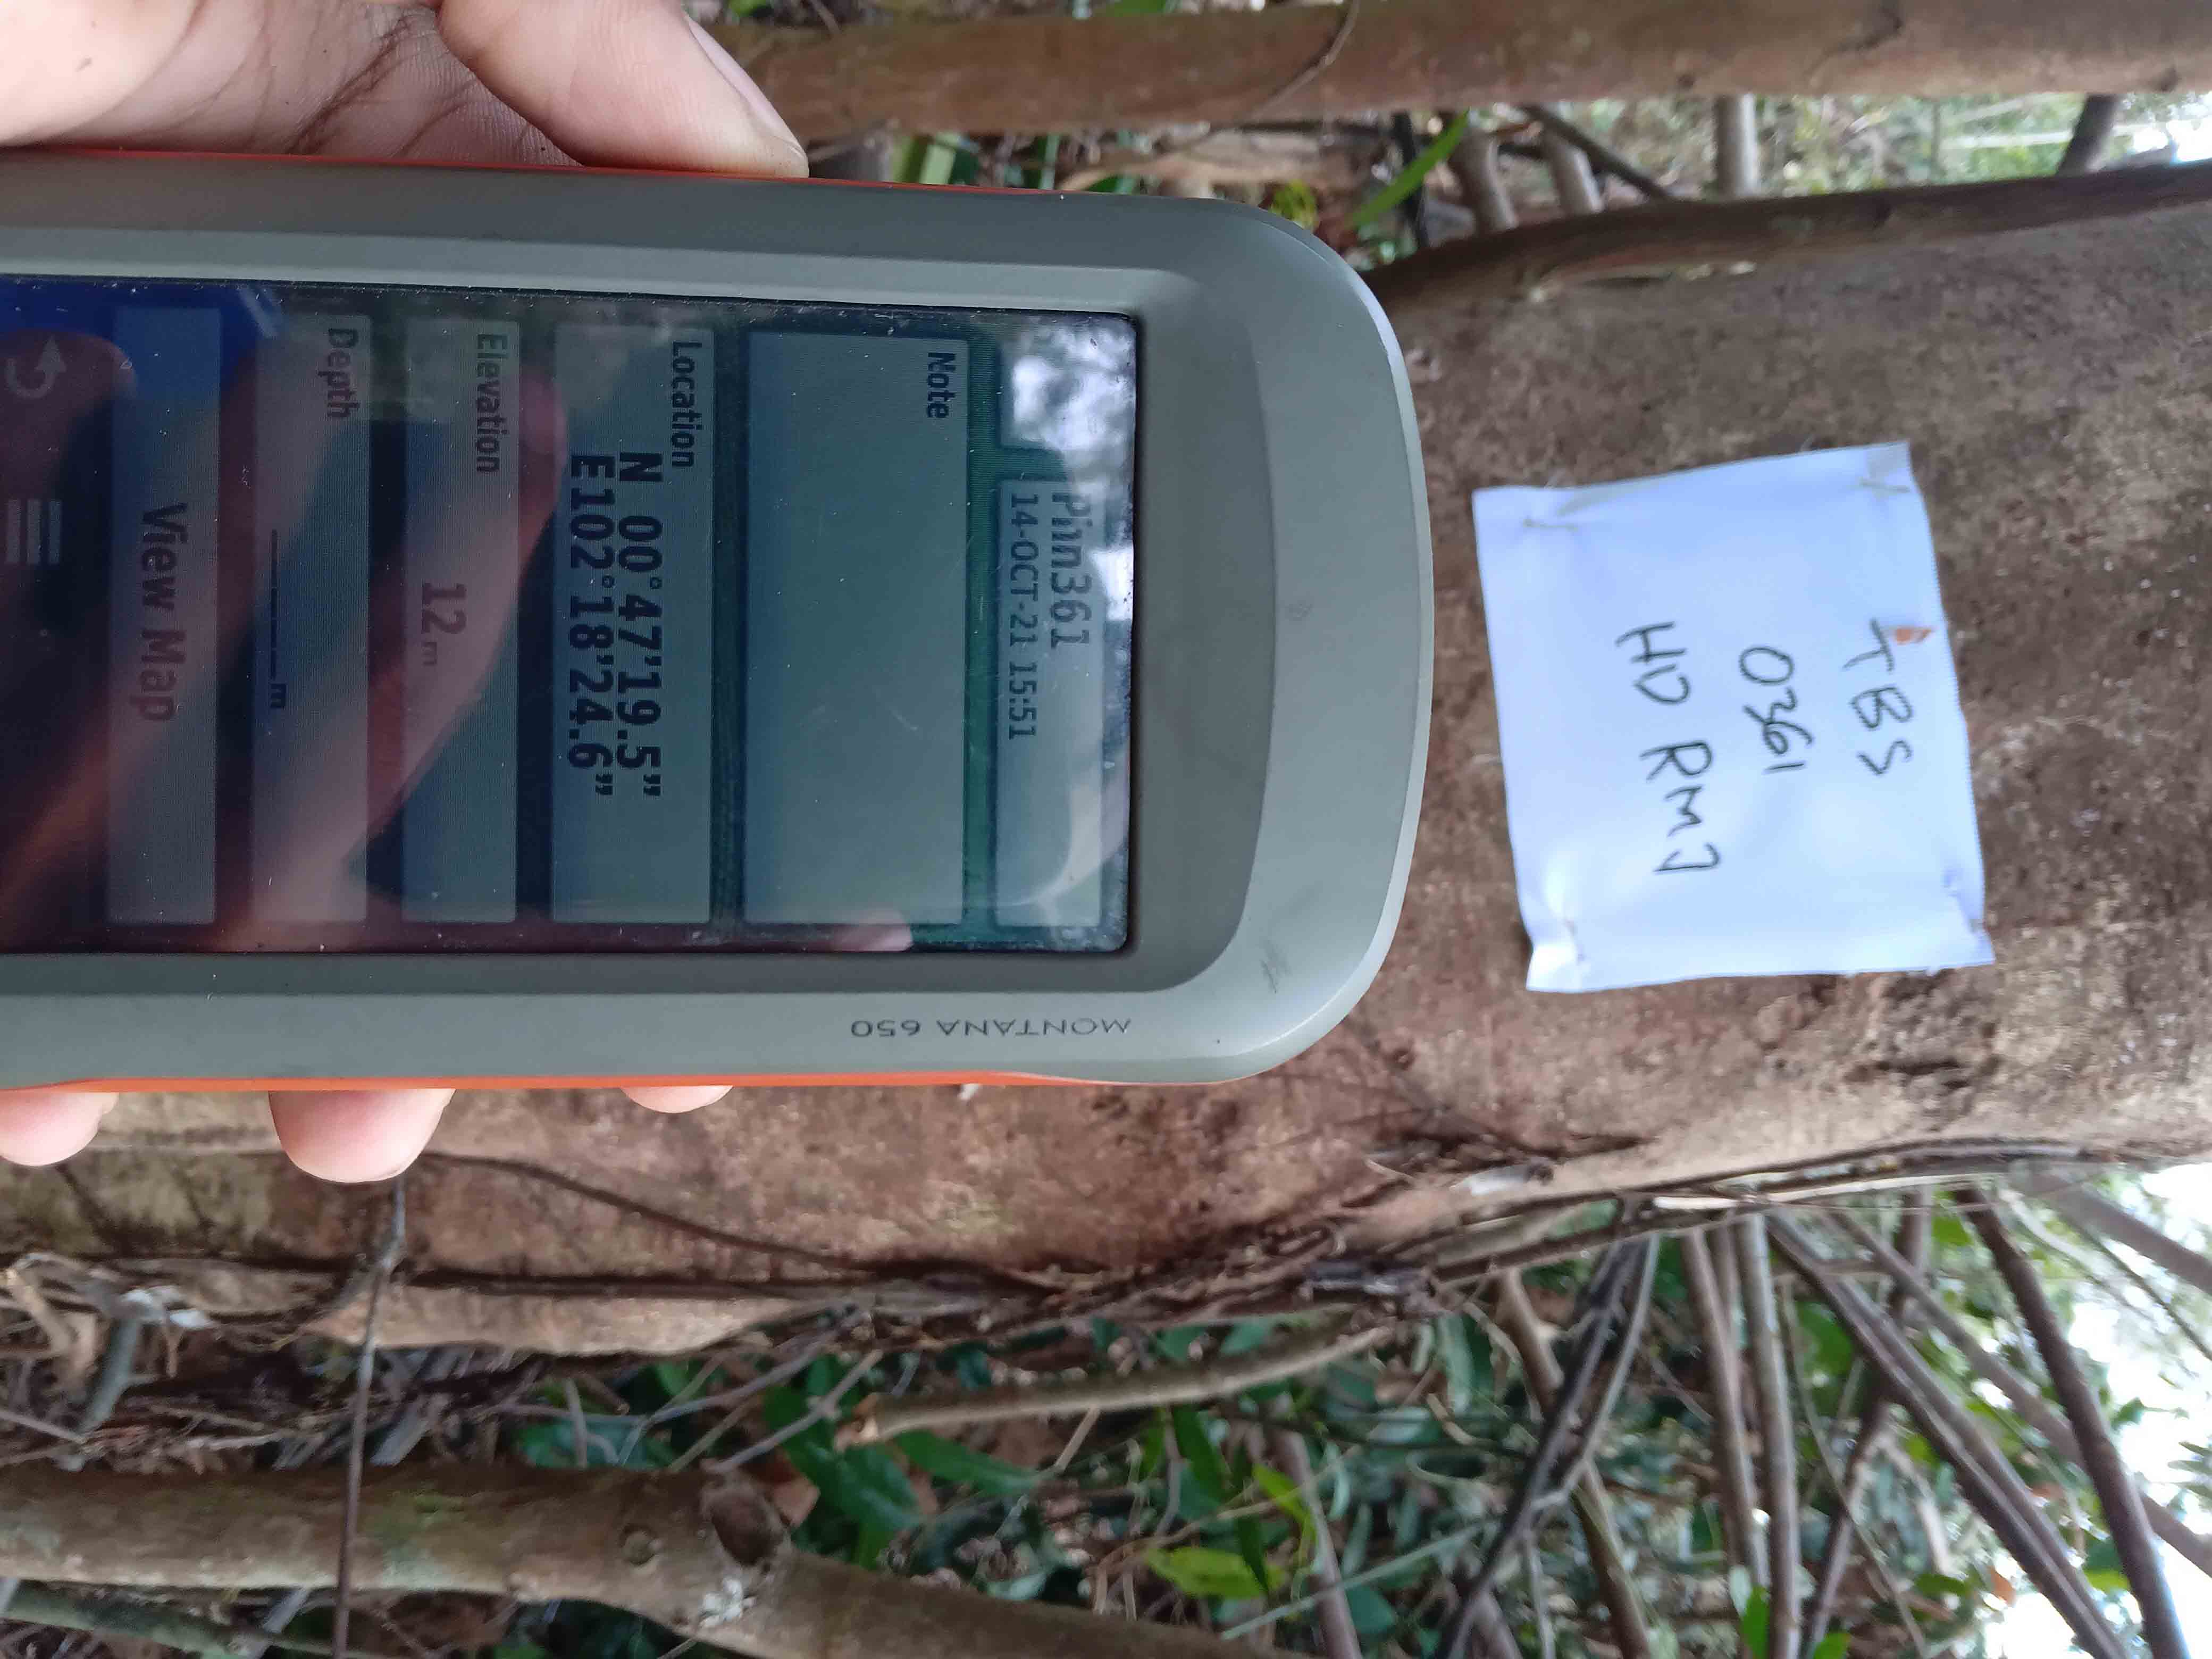 TBS
0361
HD RMJ
MONTANA 650
Pinn361
14-OCT-21 15:51
Note
Location
N 00°47'19.5"
E102°18'24.6"
Elevation
12m
Depth
_____m
View Map